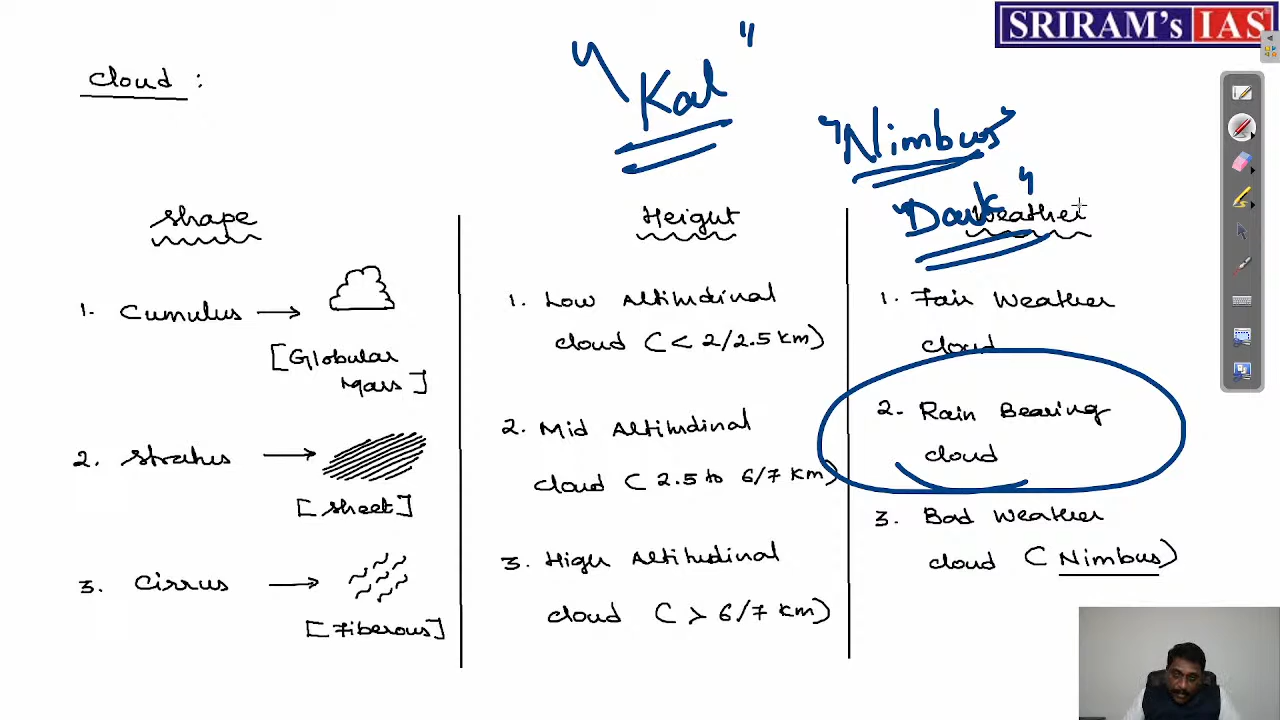 SRIRAM's IAS
Cloud :
"Kal"
"Nimbus"
"Dark"
Shape
1. Cumulus →
[Globular
Mass]
2. Stratus →
[Sheet]
3. Cirrus →
[Fiberous]
Height
1. Low Altitudinal
cloud ( < 2/2.5 km)
2. Mid Altitudinal
cloud ( 2.5 to 6/7 km)
3. High Altitudinal
cloud ( > 6/7 km)
Weather
1. Fair Weather
cloud
2. Rain Bearing
cloud
3. Bad Weather
cloud ( Nimbus)